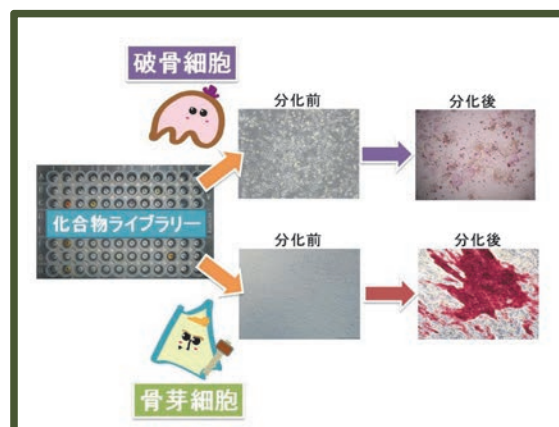 破骨細胞
分化前
分化後
化合物ライブラリー
分化前
分化後
骨芽細胞